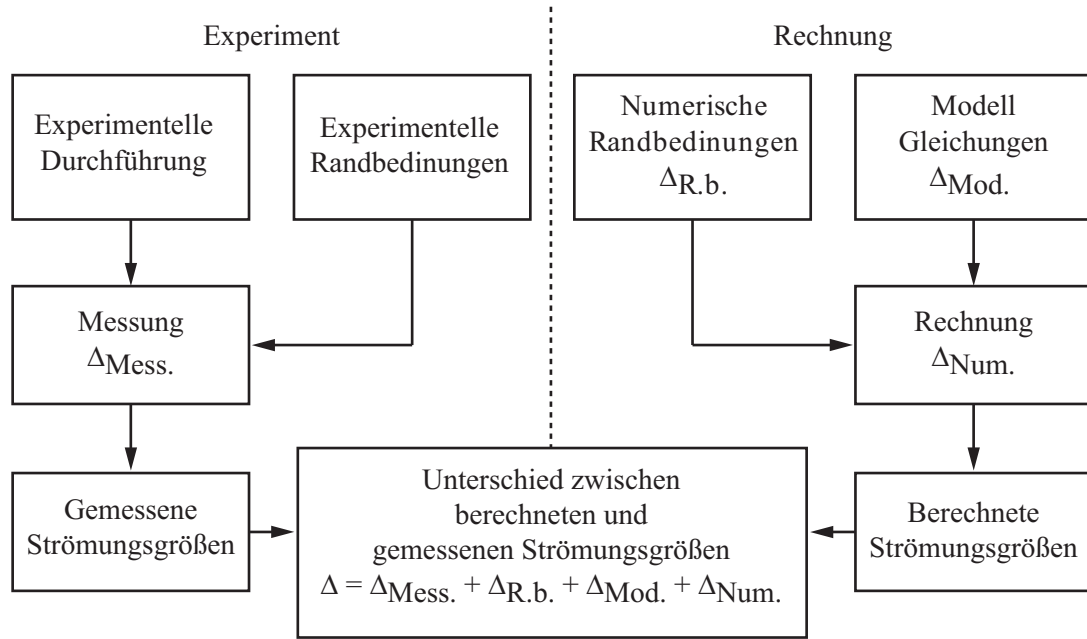 Experiment
Experimentelle
Durchführung
Experimentelle
Randbedinungen
Messung
ΔMess.
Gemessene
Strömungsgrößen
Rechnung
Numerische
Randbedinungen
ΔR.b.
Modell
Gleichungen
ΔMod.
Rechnung
ΔNum.
Berechnete
Strömungsgrößen
Unterschied zwischen
berechneten und
gemessenen Strömungsgrößen
Δ = ΔMess. + ΔR.b. + ΔMod. + ΔNum.